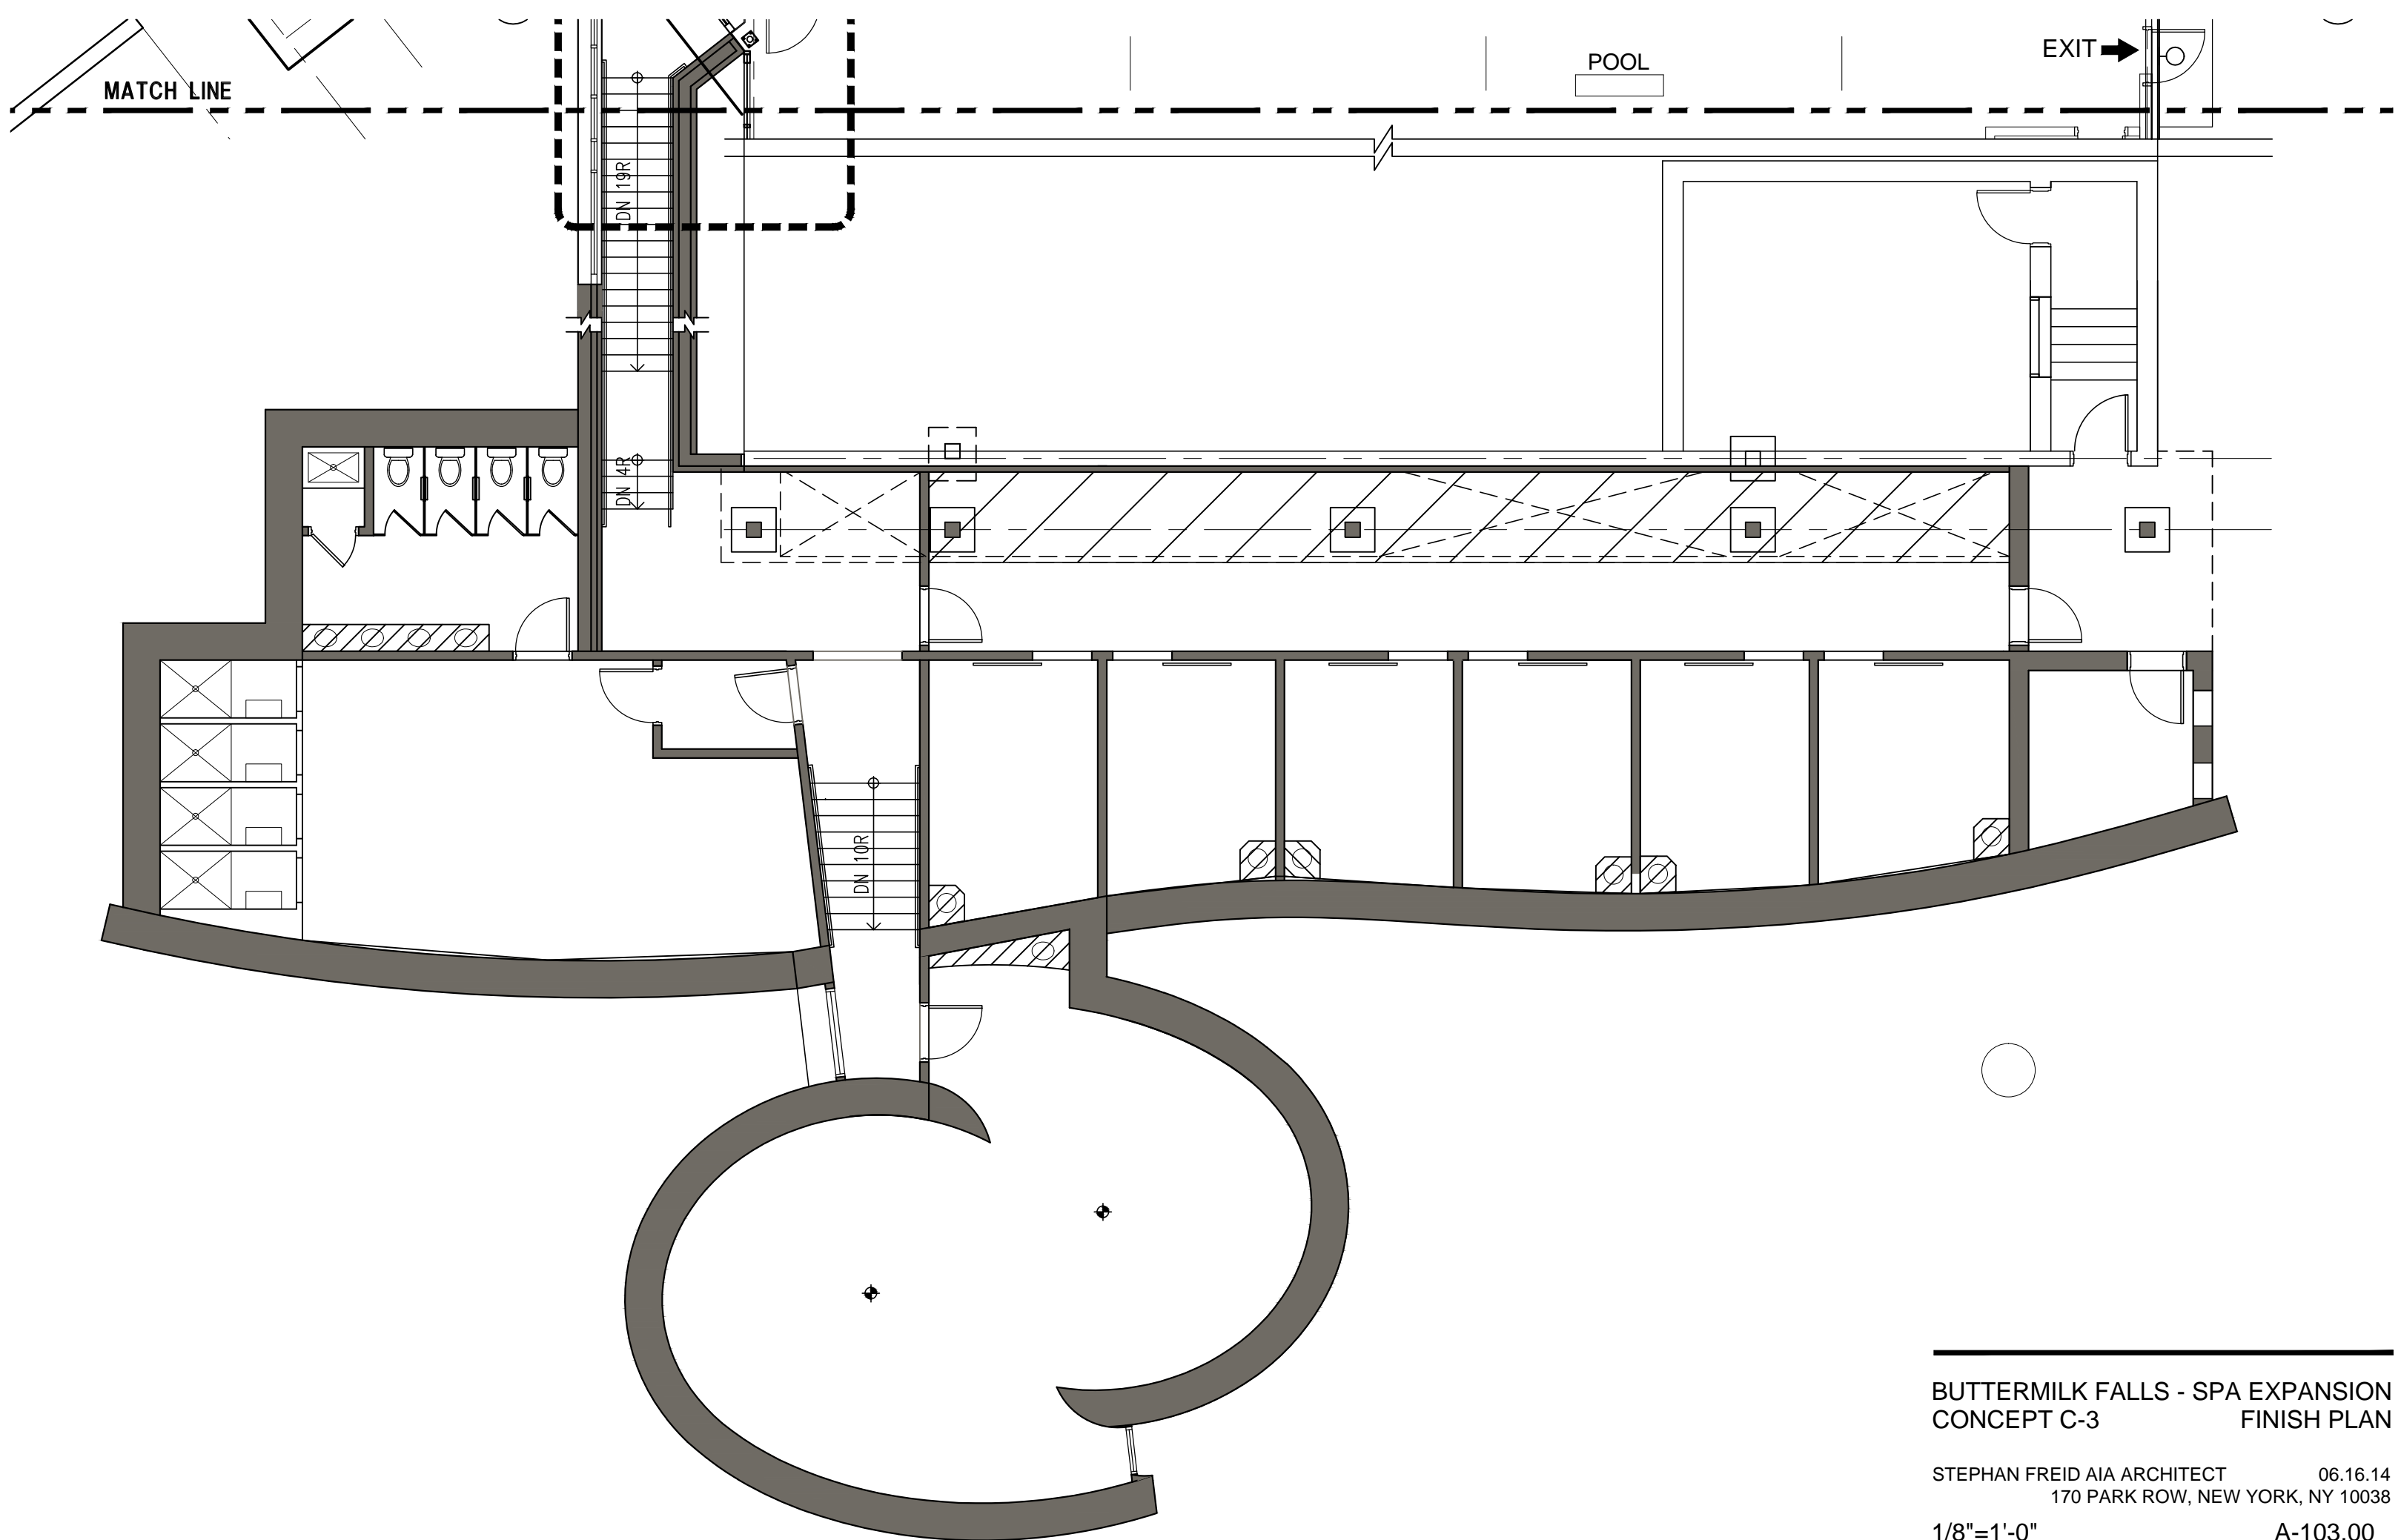 POOL
EXIT
MATCH LINE
DN 19R
DN 4R
DN 10R
BUTTERMILK FALLS - SPA EXPANSION
CONCEPT C-3 FINISH PLAN
STEPHAN FREID AIA ARCHITECT 06.16.14
170 PARK ROW, NEW YORK, NY 10038
1/8"=1'-0" A-103.00